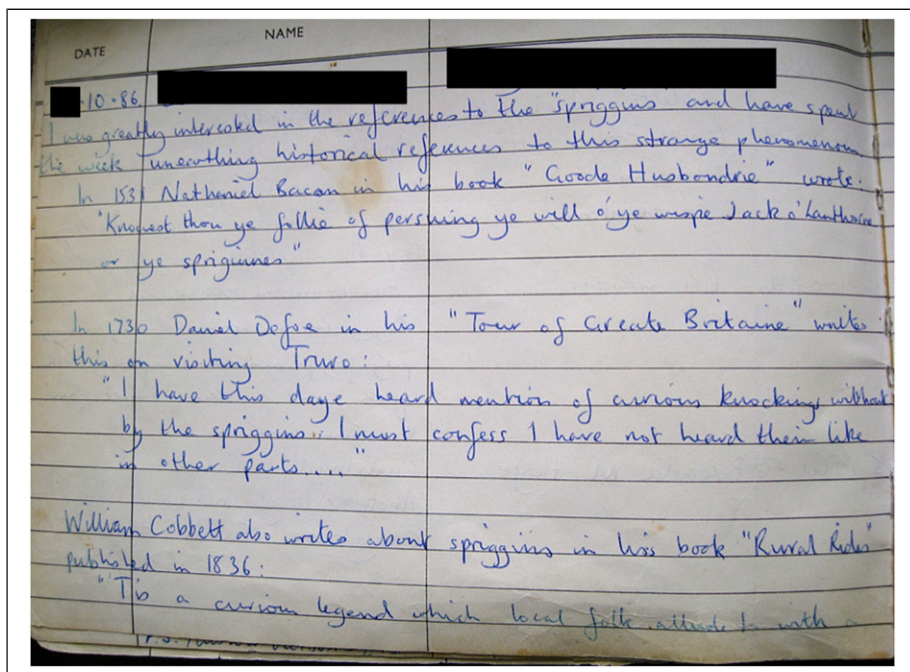 DATE NAME
.10.86
I was greatly interested in the references to the "spriggins and have spent
the week unearthing historical references to this strange phenomenon
In 1531 Nathaniel Bacon in his book "Goode Husbondrie" wrote.
'Knowest thou ye follie of pershing ye will o'ye wispe Jack o'Lanthorne
or ye spriginnes"
In 1730 Daniel Defoe in his "Tour of Greate Britaine" writes
this on visiting Truro:
"I have this daye heard mention of curious knockings without
by the spriggins.. I must confess I have not heard their like
in other parts...."
William Cobbett also writes about spriggins in his book "Rural Rides"
published in 1836:
"'Tis a curious legend which local folk allude to with a